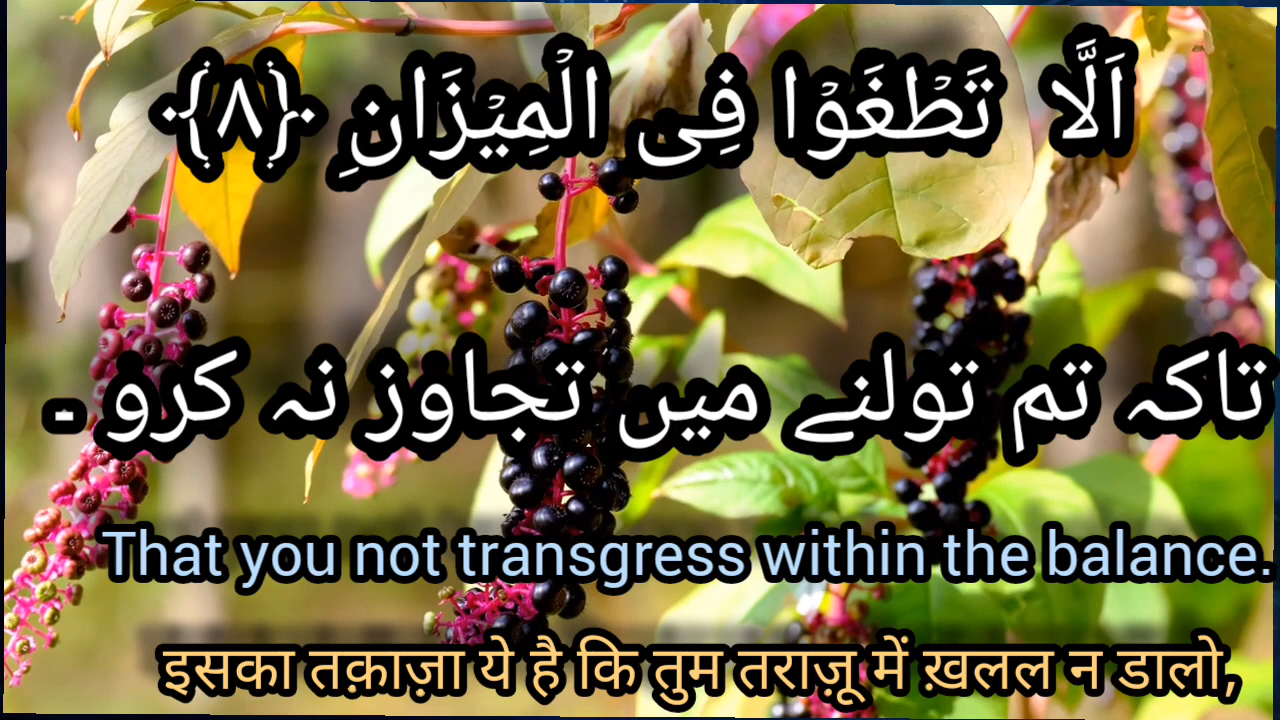 اَلَّا تَطْغَوْا فِی الْمِیْزَانِ ﴿۸﴾
تاکہ تم تولنے میں تجاوز نہ کرو ۔
That you not transgress within the balance.
इसका तक़ाज़ा ये है कि तुम तराज़ू में ख़लल न डालो,